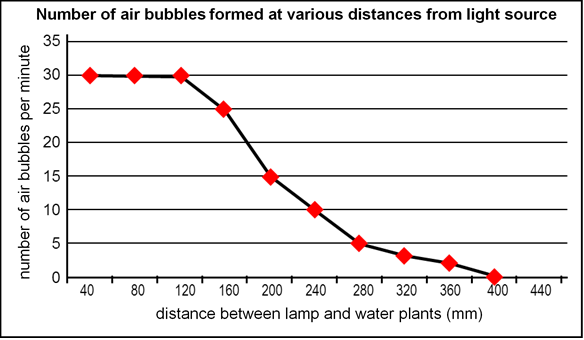 Number of air bubbles formed at various distances from light source
number of air bubbles per minute
35
30
25
20
15
10
5
0
40 80 120 160 200 240 280 320 360 400 440
distance between lamp and water plants (mm)